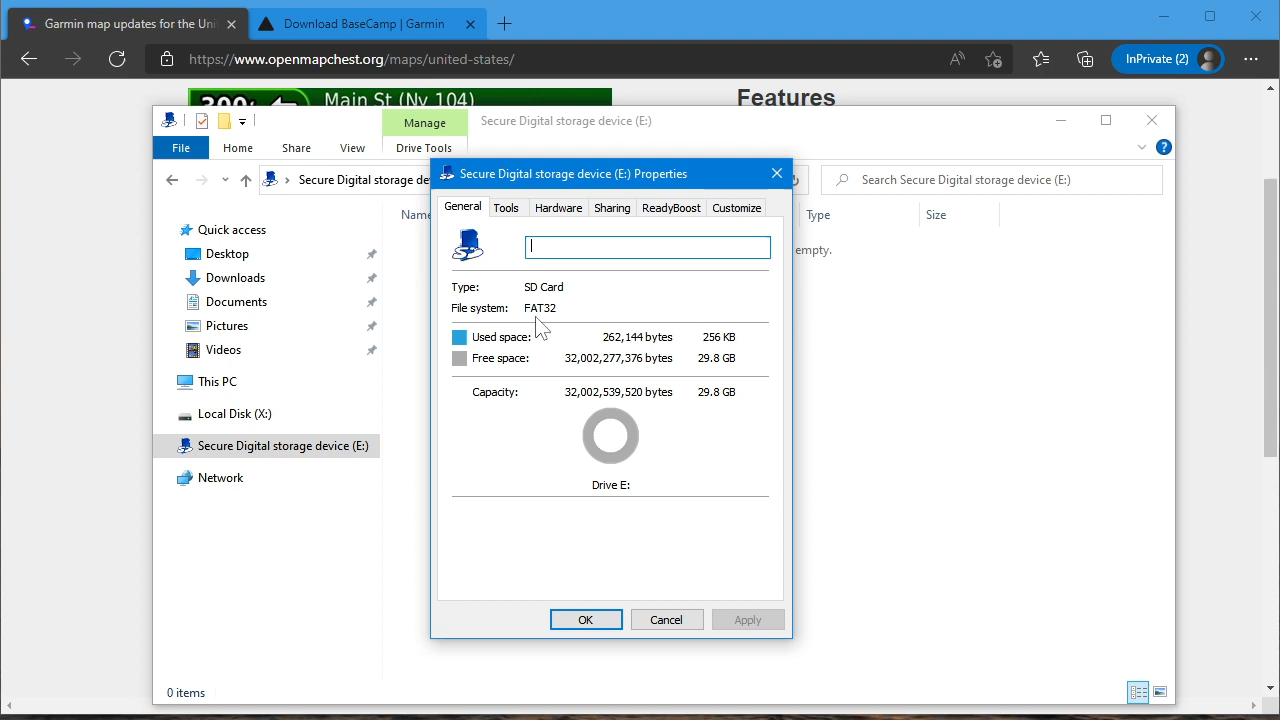 Garmin map updates for the Uni
Download BaseCamp | Garmin
https://www.openmapchest.org/maps/united-states/
InPrivate (2)
Main St (Ny 104)
Features
Manage
Secure Digital storage device (E:)
File
Home
Share
View
Drive Tools
Secure Digital storage de
Search Secure Digital storage device (E:)
Name
Type
Size
empty.
Quick access
Desktop
Downloads
Documents
Pictures
Videos
This PC
Local Disk (X:)
Secure Digital storage device (E:)
Network
0 items
Secure Digital storage device (E:) Properties
General
Tools
Hardware
Sharing
ReadyBoost
Customize
Type: SD Card
File system: FAT32
Used space: 262,144 bytes 256 KB
Free space: 32,002,277,376 bytes 29.8 GB
Capacity: 32,002,539,520 bytes 29.8 GB
Drive E:
OK
Cancel
Apply